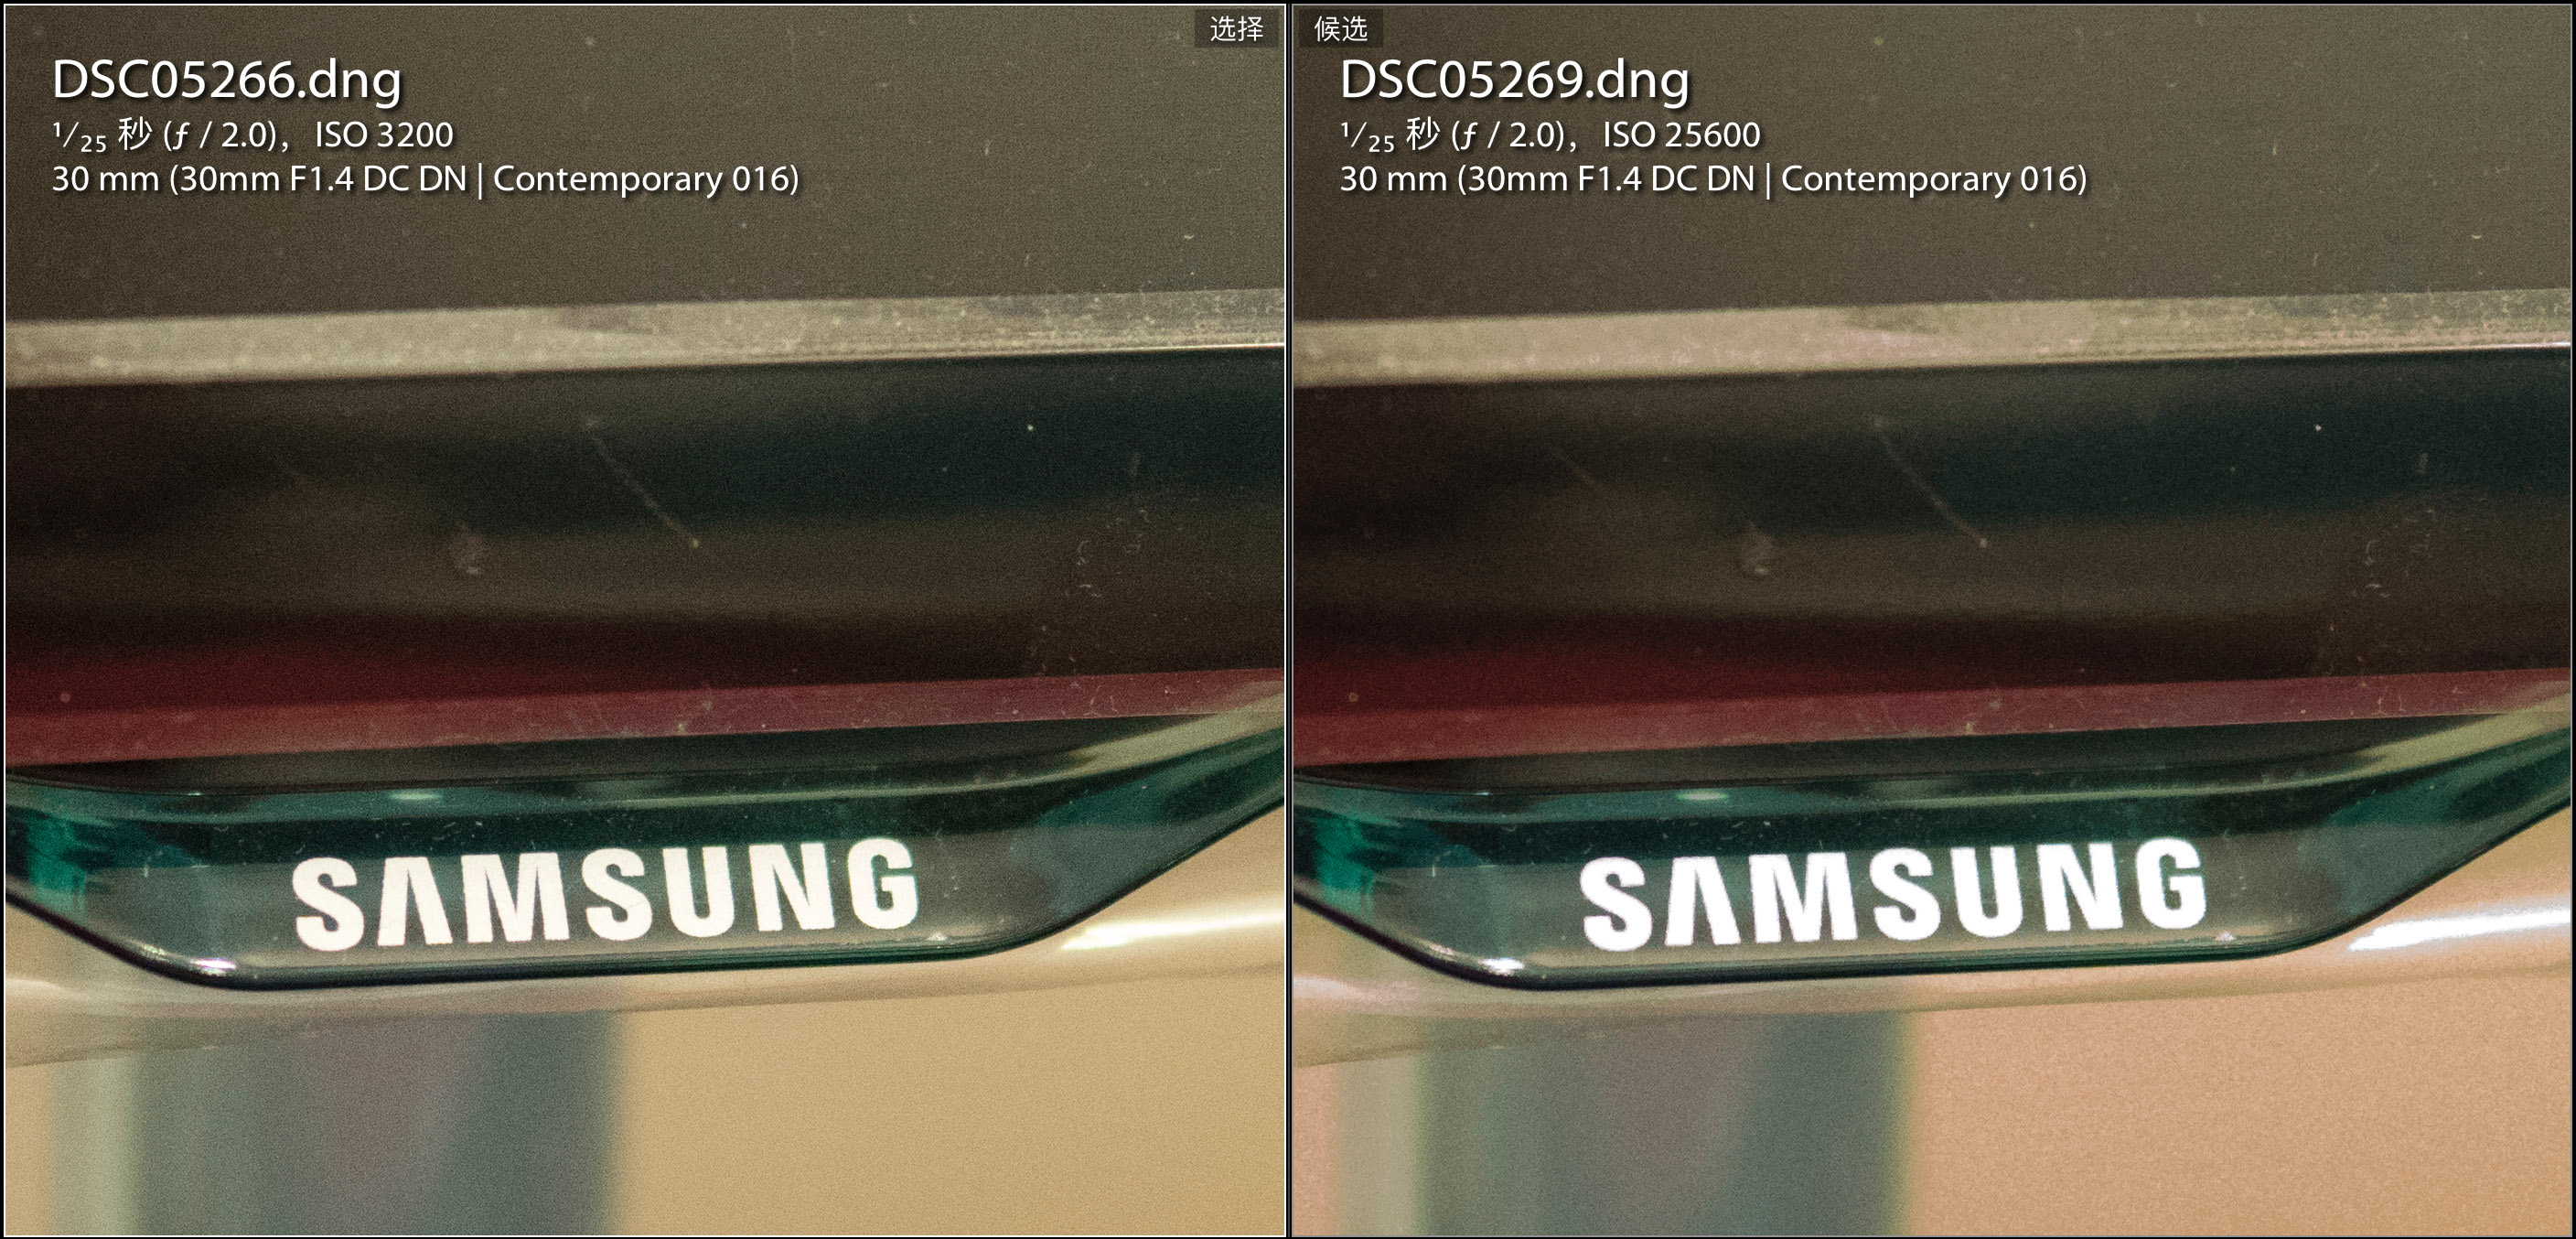 选择
DSC05266.dng
1/25 秒 (ƒ / 2.0)， ISO 3200
30 mm (30mm F1.4 DC DN | Contemporary 016)
SAMSUNG
候选
DSC05269.dng
1/25 秒 (ƒ / 2.0)， ISO 25600
30 mm (30mm F1.4 DC DN | Contemporary 016)
SAMSUNG